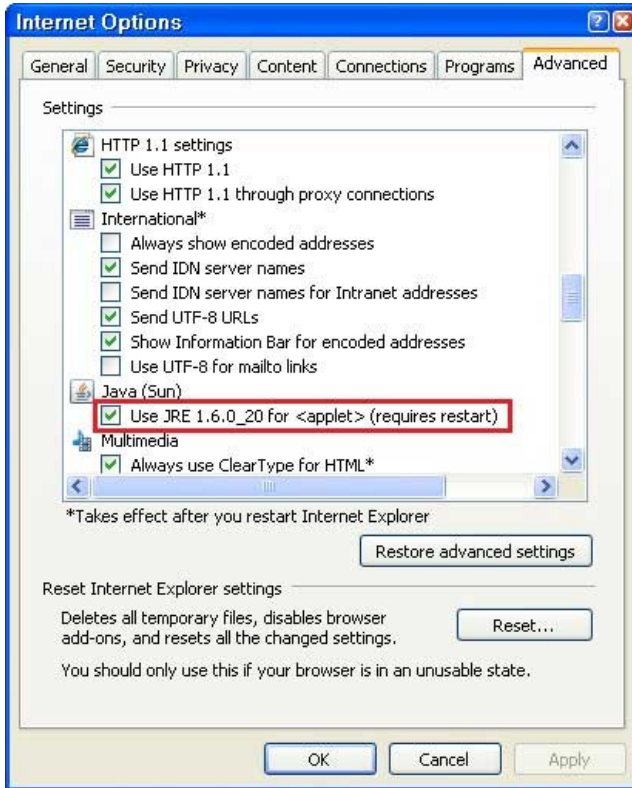 Internet Options
General Security Privacy Content Connections Programs Advanced
Settings
HTTP 1.1 settings
Use HTTP 1.1
Use HTTP 1.1 through proxy connections
International*
Always show encoded addresses
Send IDN server names
Send IDN server names for Intranet addresses
Send UTF-8 URLs
Show Information Bar for encoded addresses
Use UTF-8 for mailto links
Java (Sun)
Use JRE 1.6.0_20 for <applet> (requires restart)
Multimedia
Always use ClearType for HTML*
*Takes effect after you restart Internet Explorer
Restore advanced settings
Reset Internet Explorer settings
Deletes all temporary files, disables browser
add-ons, and resets all the changed settings.
Reset...
You should only use this if your browser is in an unusable state.
OK Cancel Apply